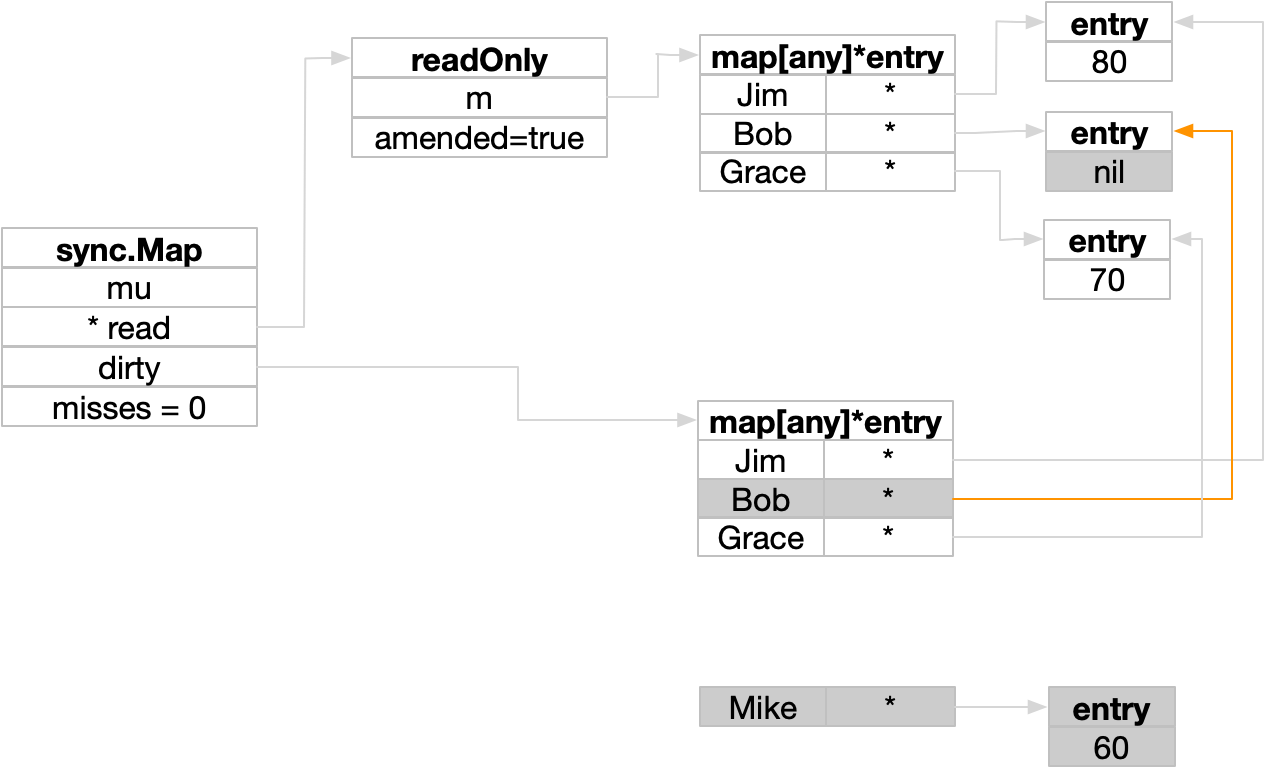 readOnly
m
amended=true
map[any]*entry
Jim *
Bob *
Grace *
entry
80
entry
nil
entry
70
sync.Map
mu
* read
dirty
misses = 0
map[any]*entry
Jim *
Bob *
Grace *
Mike *
entry
60